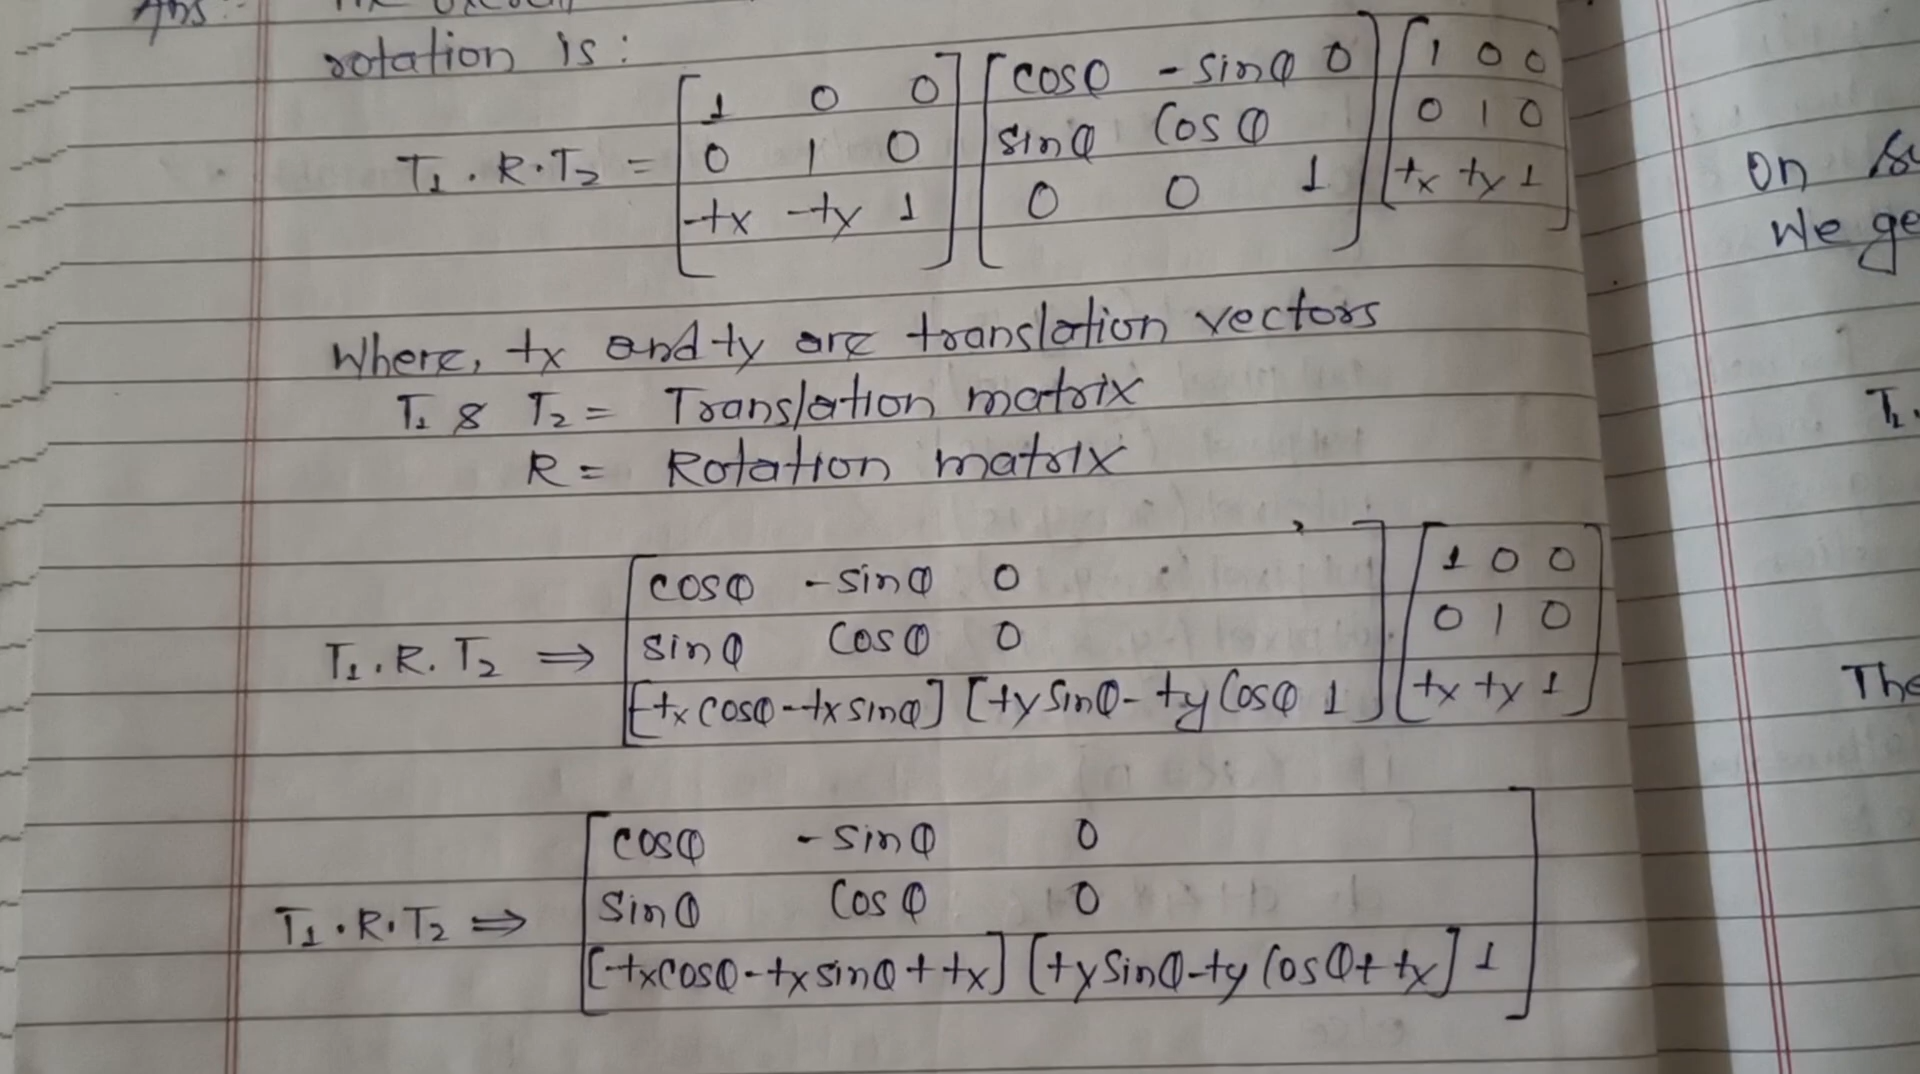 Ans :-
rotation is :
T1 . R . T2 = [1 0 0] [cosθ - sinθ 0] [1 0 0]
[0 1 0] [sinθ cosθ] [0 1 0]
[-tx -ty 1] [0 0 1] [tx ty 1]
Where, tx and ty are translation vectors
T1 & T2 = Translation matrix
R = Rotation matrix
T1 . R . T2 ⇒ [cosθ - sinθ 0] [1 0 0]
[sinθ cosθ 0] [0 1 0]
[-tx cosθ - tx sinθ] [ty sinθ - ty cosθ 1] [tx ty 1]
T1 . R . T2 ⇒ [cosθ - sinθ 0
sinθ cosθ 0
[-tx cosθ - tx sinθ + tx] [ty sinθ - ty cosθ + tx] 1]
on
We ge
T1 .
The